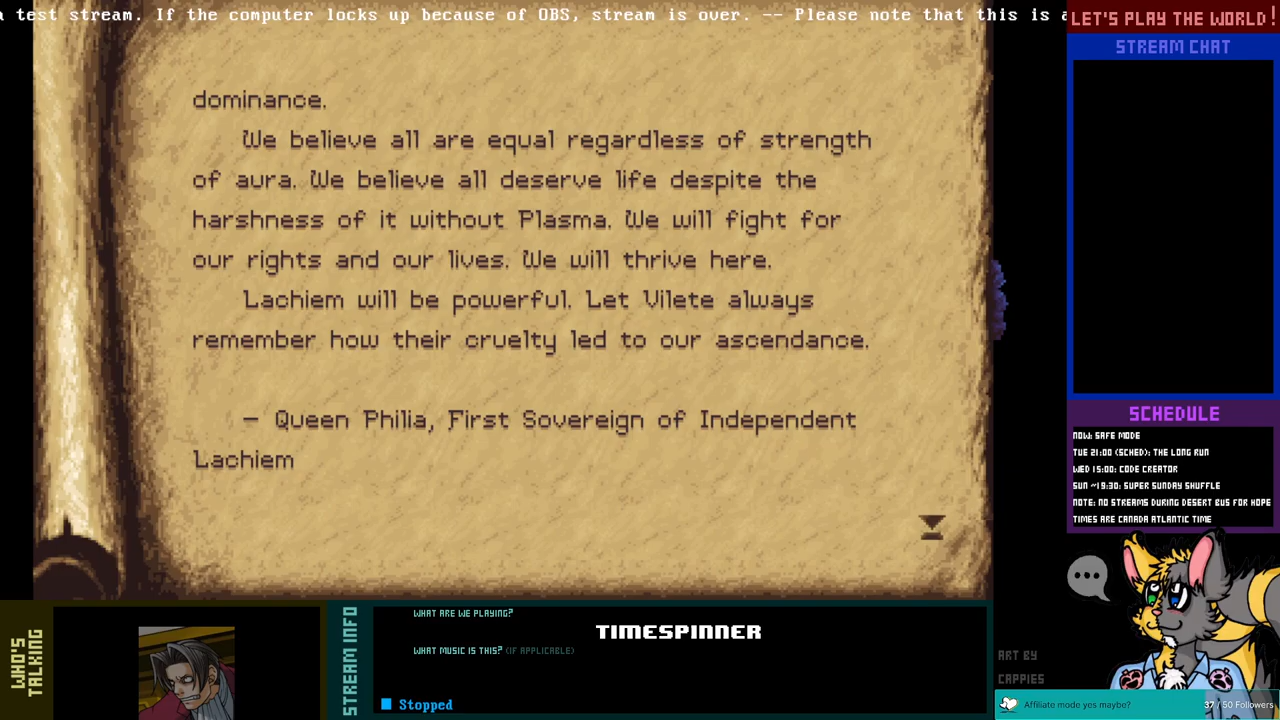 a test stream. If the computer locks up because of OBS, stream is over. -- Please note that this is a
LET'S PLAY THE WORLD!
STREAM CHAT
dominance.
We believe all are equal regardless of strength
of aura. We believe all deserve life despite the
harshness of it without Plasma. We will fight for
our rights and our lives. We will thrive here.
Lachiem will be powerful. Let Vilete always
remember how their cruelty led to our ascendance.
– Queen Philia, First Sovereign of Independent
Lachiem
SCHEDULE
NOW: SAFE MODE
TUE 21:00 (SCHED): THE LONG RUN
WED 15:00: CODE CREATOR
SUN ~19:30: SUPER SUNDAY SHUFFLE
NOTE: NO STREAMS DURING DESERT BUS FOR HOPE
TIMES ARE CANADA ATLANTIC TIME
WHO'S
TALKING
STREAM INFO
WHAT ARE WE PLAYING?
TIMESPINNER
WHAT MUSIC IS THIS? (IF APPLICABLE)
Stopped
ART BY
CAPPIES
Affiliate mode yes maybe?
37 / 50 Followers